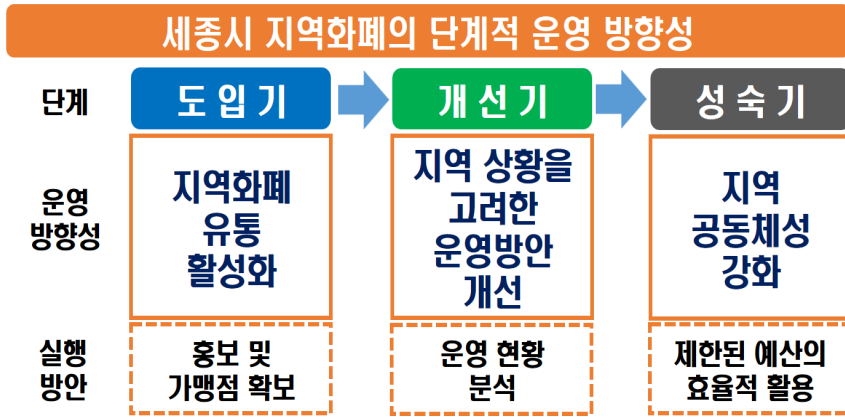 세종시 지역화폐의 단계적 운영 방향성
단계
도 입 기
개 선 기
성 숙 기
운영
방향성
지역화폐
유통
활성화
지역 상황을
고려한
운영방안
개선
지역
공동체성
강화
실행
방안
홍보 및
가맹점 확보
운영 현황
분석
제한된 예산의
효율적 활용